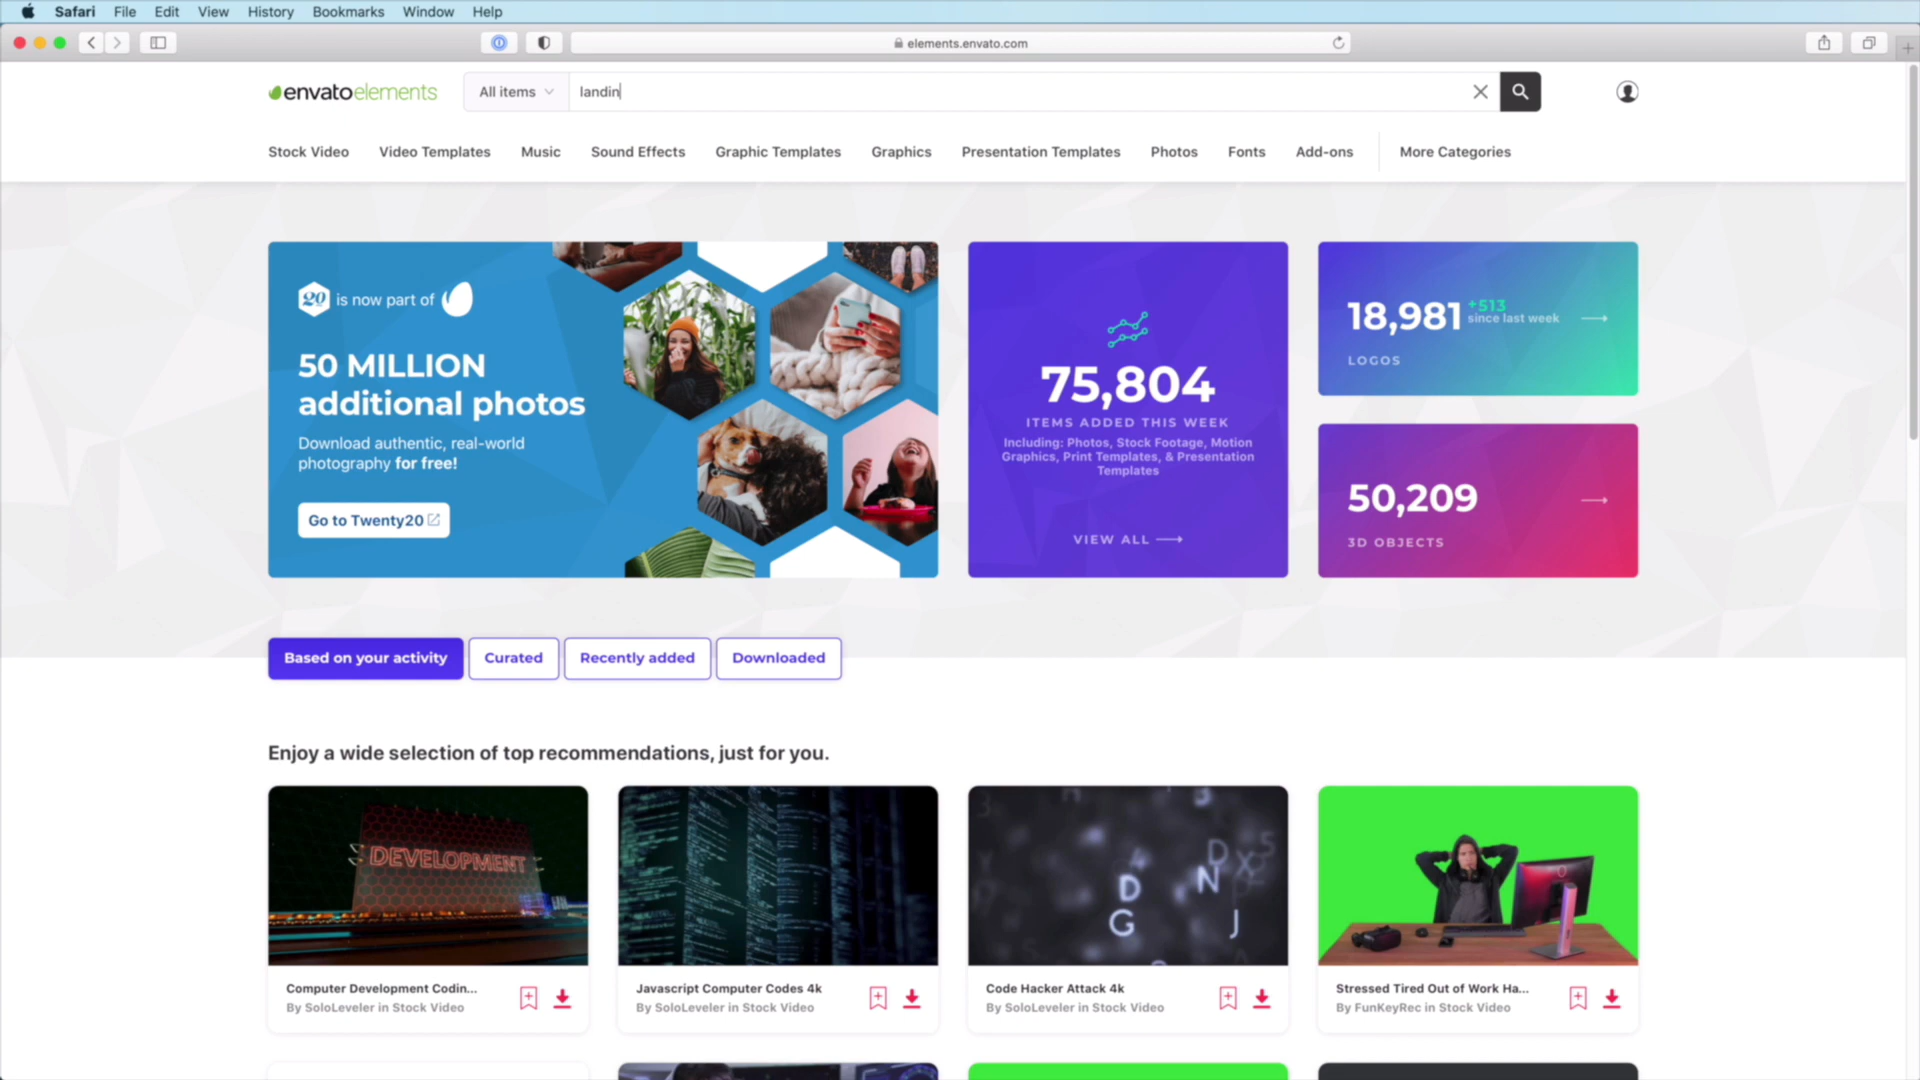 Safari File Edit View History Bookmarks Window Help
elements.envato.com
envatoelements All items landin
Stock Video Video Templates Music Sound Effects Graphic Templates Graphics Presentation Templates Photos Fonts Add-ons More Categories
20 is now part of
50 MILLION
additional photos
Download authentic, real-world
photography for free!
Go to Twenty20
75,804
ITEMS ADDED THIS WEEK
Including: Photos, Stock Footage, Motion
Graphics, Print Templates, & Presentation
Templates
VIEW ALL
18,981 +513
since last week
LOGOS
50,209
3D OBJECTS
Based on your activity Curated Recently added Downloaded
Enjoy a wide selection of top recommendations, just for you.
DEVELOPMENT
D
N
G
J
Computer Development Codin...
By SoloLeveler in Stock Video
Javascript Computer Codes 4k
By SoloLeveler in Stock Video
Code Hacker Attack 4k
By SoloLeveler in Stock Video
Stressed Tired Out of Work Ha...
By FunKeyRec in Stock Video